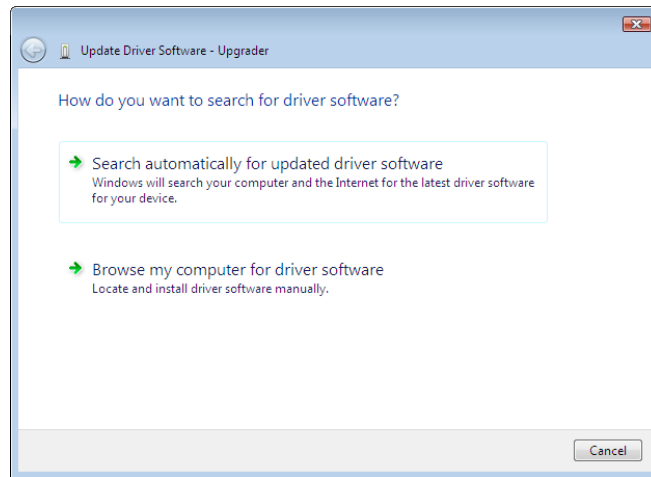 Update Driver Software - Upgrader
How do you want to search for driver software?
Search automatically for updated driver software
Windows will search your computer and the Internet for the latest driver software
for your device.
Browse my computer for driver software
Locate and install driver software manually.
Cancel